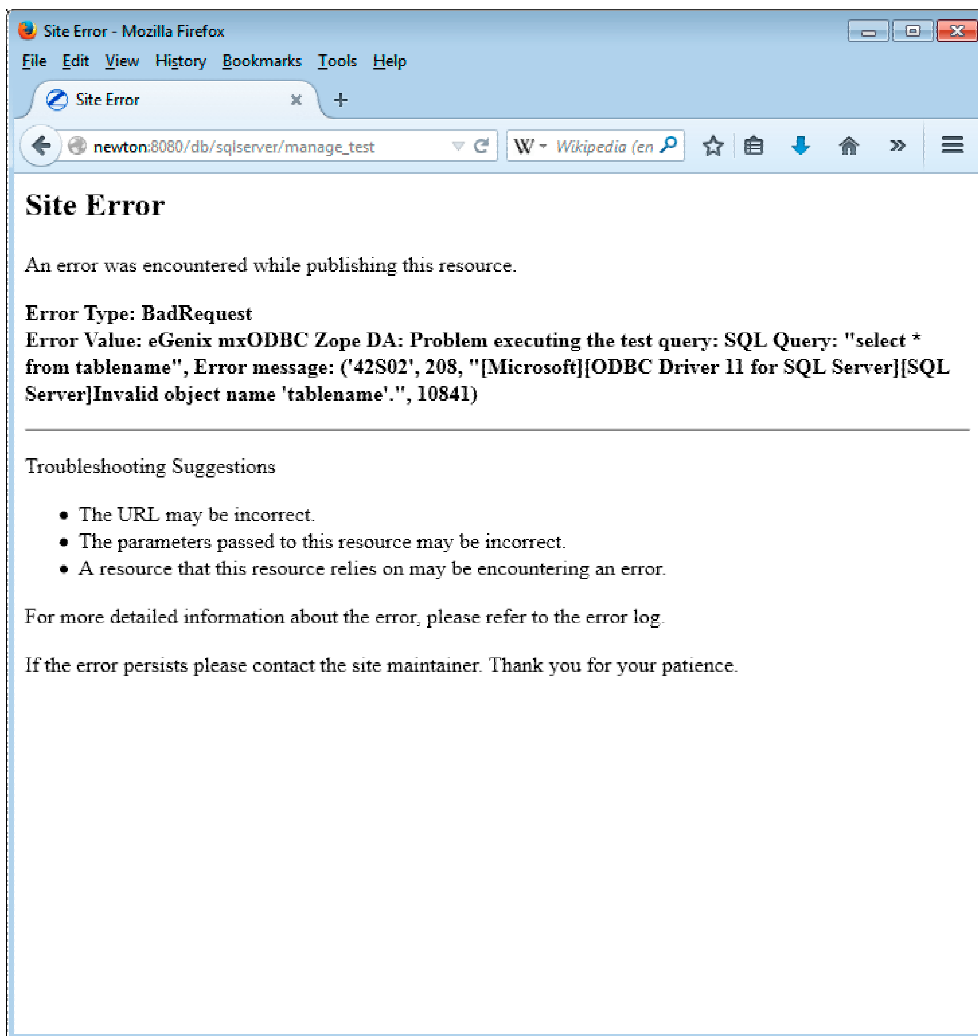 Site Error - Mozilla Firefox
File Edit View History Bookmarks Tools Help
Site Error
newton:8080/db/sqlserver/manage_test
W Wikipedia (en
Site Error
An error was encountered while publishing this resource.
Error Type: BadRequest
Error Value: eGenix mxODBC Zope DA: Problem executing the test query: SQL Query: "select *
from tablename", Error message: ('42S02', 208, "[Microsoft][ODBC Driver 11 for SQL Server][SQL
Server]Invalid object name 'tablename'.", 10841)
Troubleshooting Suggestions
• The URL may be incorrect.
• The parameters passed to this resource may be incorrect.
• A resource that this resource relies on may be encountering an error.
For more detailed information about the error, please refer to the error log.
If the error persists please contact the site maintainer. Thank you for your patience.